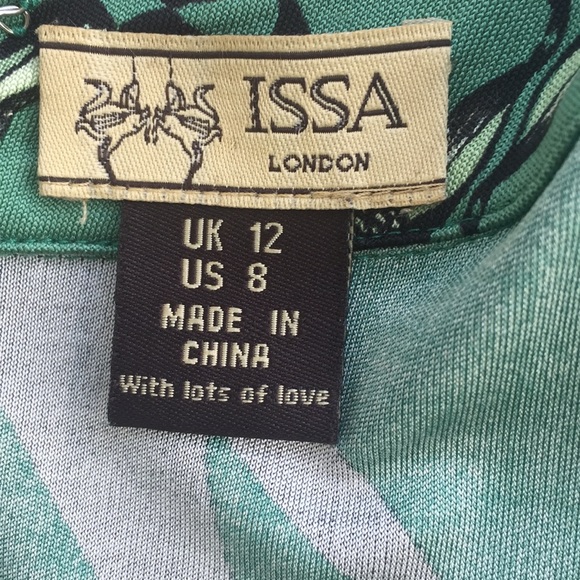 ISSA
LONDON
UK 12
US 8
MADE IN
CHINA
With lots of love